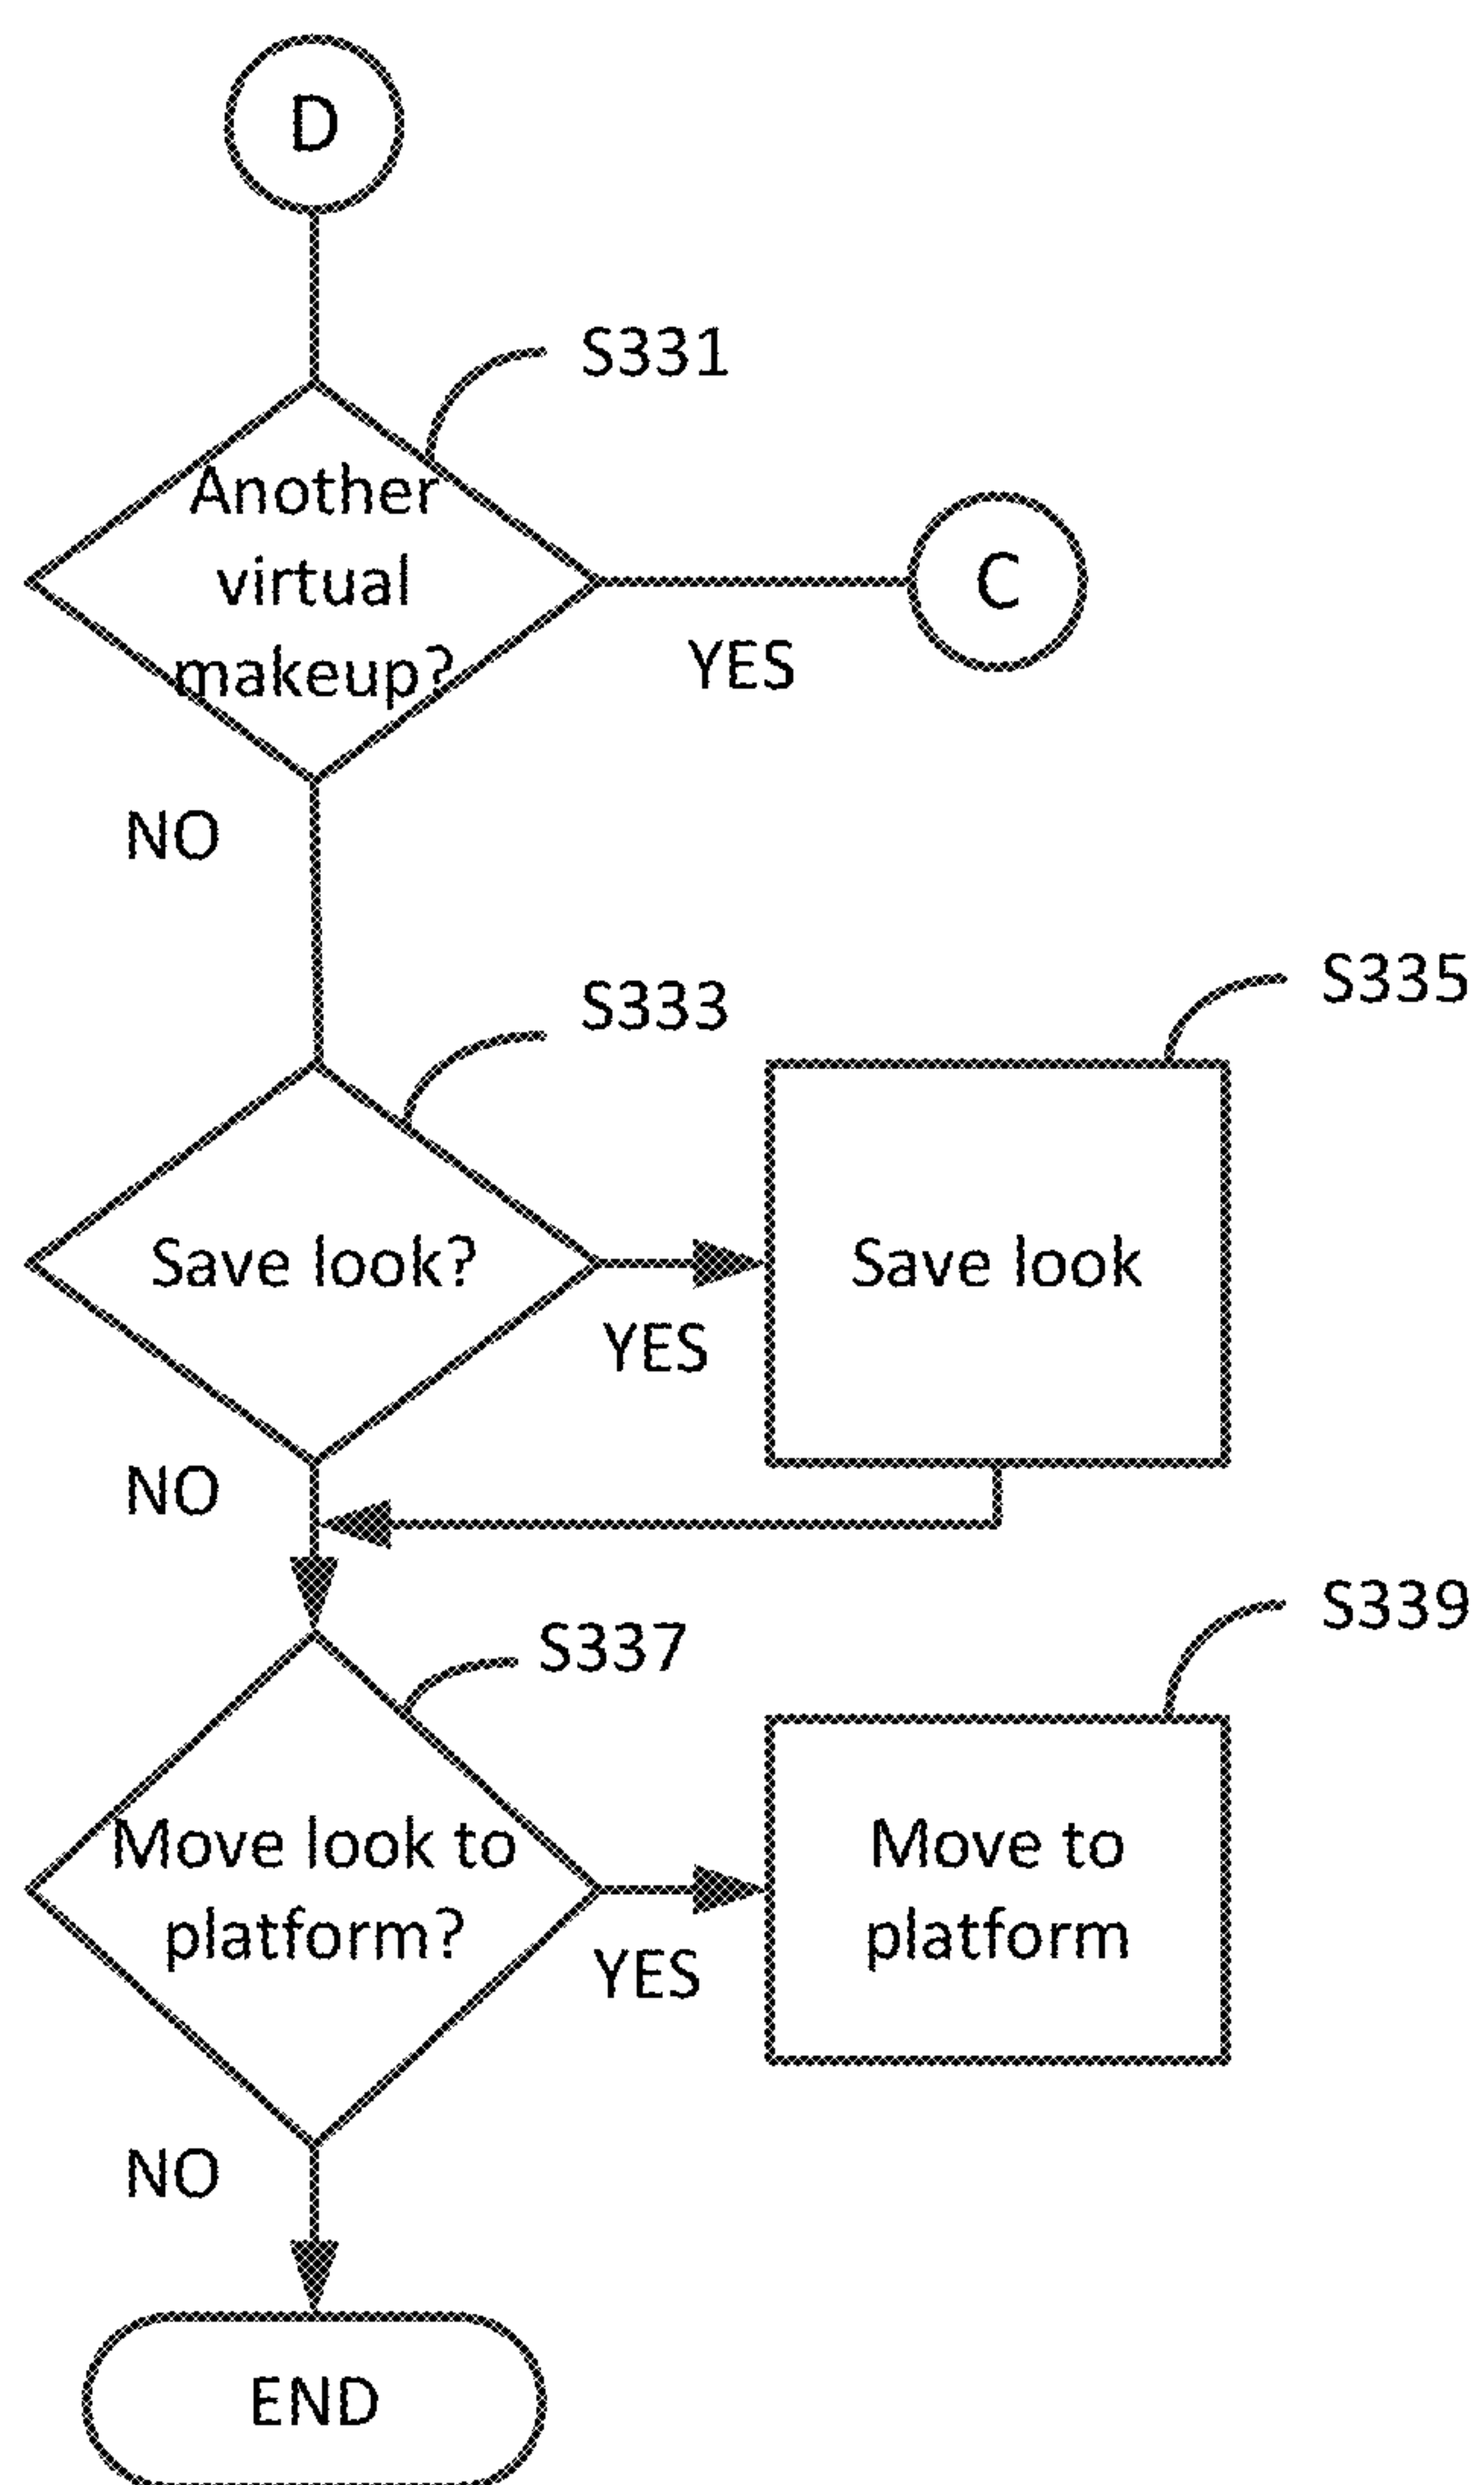 D
S331
Another
virtual
makeup?
C
YES
NO
S333
S335
Save look?
Save look
YES
NO
S337
S339
Move look to
platform?
Move to
platform
YES
NO
END